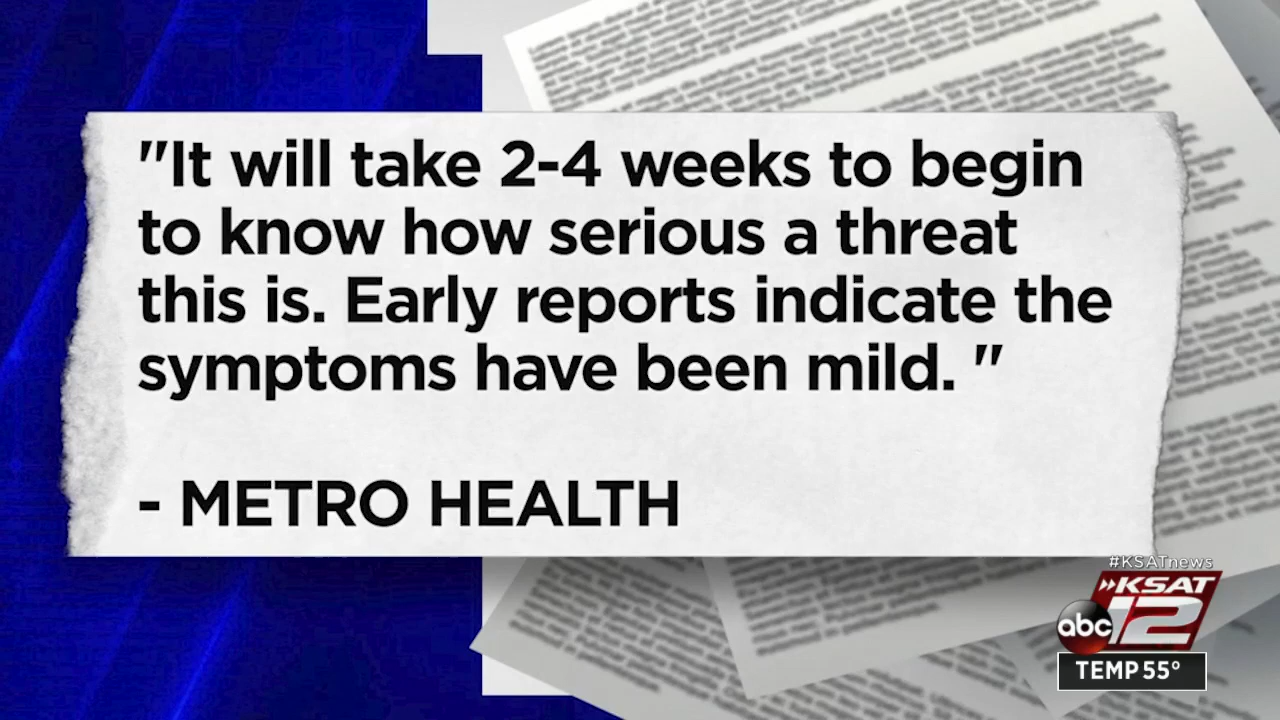 "It will take 2-4 weeks to begin
to know how serious a threat
this is. Early reports indicate the
symptoms have been mild. "
- METRO HEALTH
#KSATnews
KSAT
abc 12
TEMP 55°